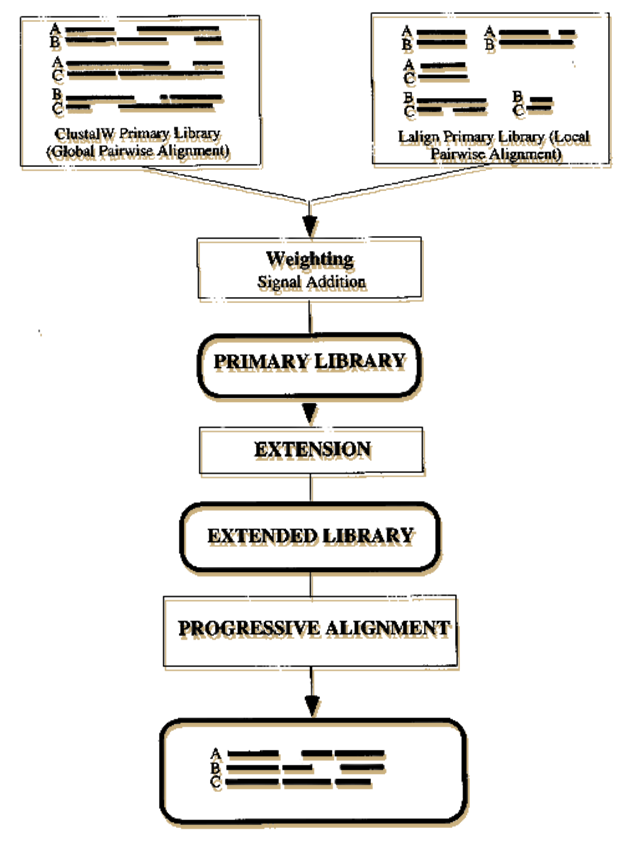 A
B
A
C
B
C
ClustalW Primary Library
(Global Pairwise Alignment)
A
B
A
B
A
C
B
C
B
C
Lalign Primary Library (Local
Pairwise Alignment)
Weighting
Signal Addition
PRIMARY LIBRARY
EXTENSION
EXTENDED LIBRARY
PROGRESSIVE ALIGNMENT
A
B
C